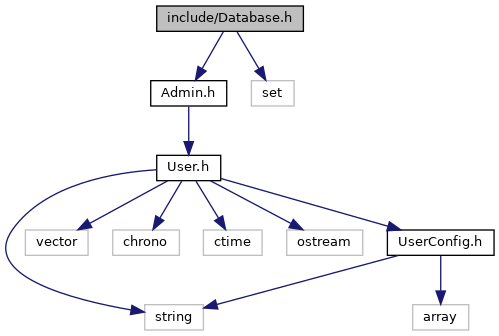 include/Database.h
Admin.h
set
User.h
vector
chrono
ctime
ostream
UserConfig.h
string
array